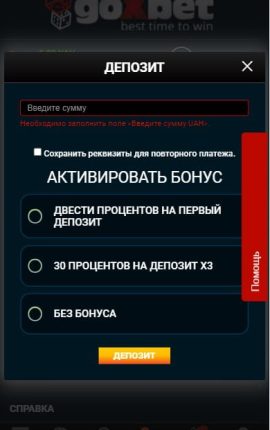 goXbet
best time to win
ДЕПОЗИТ
Введите сумму
Необходимо заполнить поле «Введите сумму UAH».
Сохранить реквизиты для повторного платежа.
АКТИВИРОВАТЬ БОНУС
ДВЕСТИ ПРОЦЕНТОВ НА ПЕРВЫЙ
ДЕПОЗИТ
30 ПРОЦЕНТОВ НА ДЕПОЗИТ Х3
БЕЗ БОНУСА
Помощь
ДЕПОЗИТ
СПРАВКА